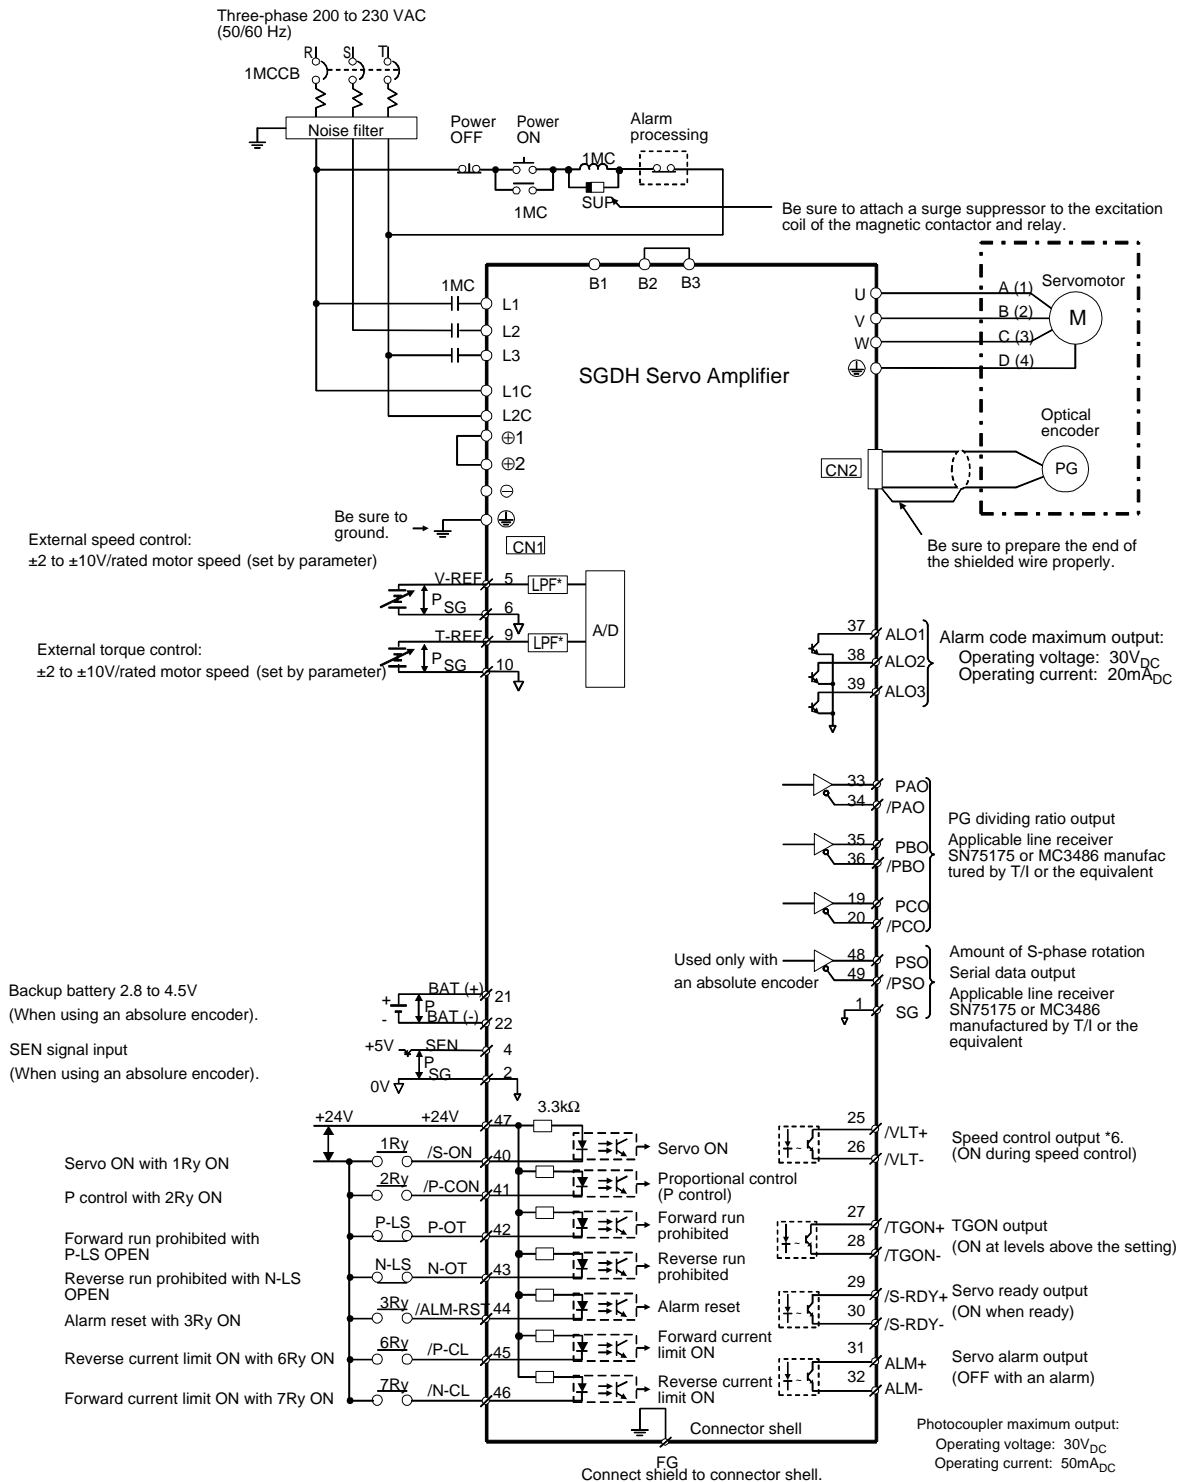 Three-phase 200 to 230 VAC
(50/60 Hz)
R S T
1MCCB
Noise filter
Power
OFF
Power
ON
1MC
SUP
1MC
Alarm
processing
Be sure to attach a surge suppressor to the excitation
coil of the magnetic contactor and relay.
B1 B2 B3
1MC
L1
L2
L3
L1C
L2C
⊕1
⊕2
⊖
Be sure to
ground.
SGDH Servo Amplifier
U
V
W
A (1)
B (2)
C (3)
D (4)
Servomotor
M
Optical
encoder
PG
CN2
Be sure to prepare the end of
the shielded wire properly.
CN1
External speed control:
±2 to ±10V/rated motor speed (set by parameter)
V-REF 5 LPF*
P SG 6
External torque control:
±2 to ±10V/rated motor speed (set by parameter)
T-REF 9 LPF*
P SG 10
A/D
37 ALO1
38 ALO2
39 ALO3
Alarm code maximum output:
Operating voltage: 30VDC
Operating current: 20mADC
33 PAO
34 /PAO
35 PBO
36 /PBO
19 PCO
20 /PCO
PG dividing ratio output
Applicable line receiver
SN75175 or MC3486 manufac
tured by T/I or the equivalent
Used only with
an absolute encoder
48 PSO
49 /PSO
1 SG
Amount of S-phase rotation
Serial data output
Applicable line receiver
SN75175 or MC3486
manufactured by T/I or the
equivalent
Backup battery 2.8 to 4.5V
(When using an absolure encoder).
+ BAT (+) 21
P
- BAT (-) 22
SEN signal input
(When using an absolure encoder).
+5V SEN 4
P
0V SG 2
+24V +24V 47 3.3kΩ
Servo ON with 1Ry ON
1Ry /S-ON 40 Servo ON
P control with 2Ry ON
2Ry /P-CON 41 Proportional control
(P control)
Forward run prohibited with
P-LS OPEN
P-LS P-OT 42 Forward run
prohibited
Reverse run prohibited with N-LS
OPEN
N-LS N-OT 43 Reverse run
prohibited
Alarm reset with 3Ry ON
3Ry /ALM-RST 44 Alarm reset
Reverse current limit ON with 6Ry ON
6Ry /P-CL 45 Forward current
limit ON
Forward current limit ON with 7Ry ON
7Ry /N-CL 46 Reverse current
limit ON
25 /VLT+
26 /VLT-
Speed control output *6.
(ON during speed control)
27 /TGON+
28 /TGON-
TGON output
(ON at levels above the setting)
29 /S-RDY+
30 /S-RDY-
Servo ready output
(ON when ready)
31 ALM+
32 ALM-
Servo alarm output
(OFF with an alarm)
Connector shell
FG
Connect shield to connector shell.
Photocoupler maximum output:
Operating voltage: 30VDC
Operating current: 50mADC